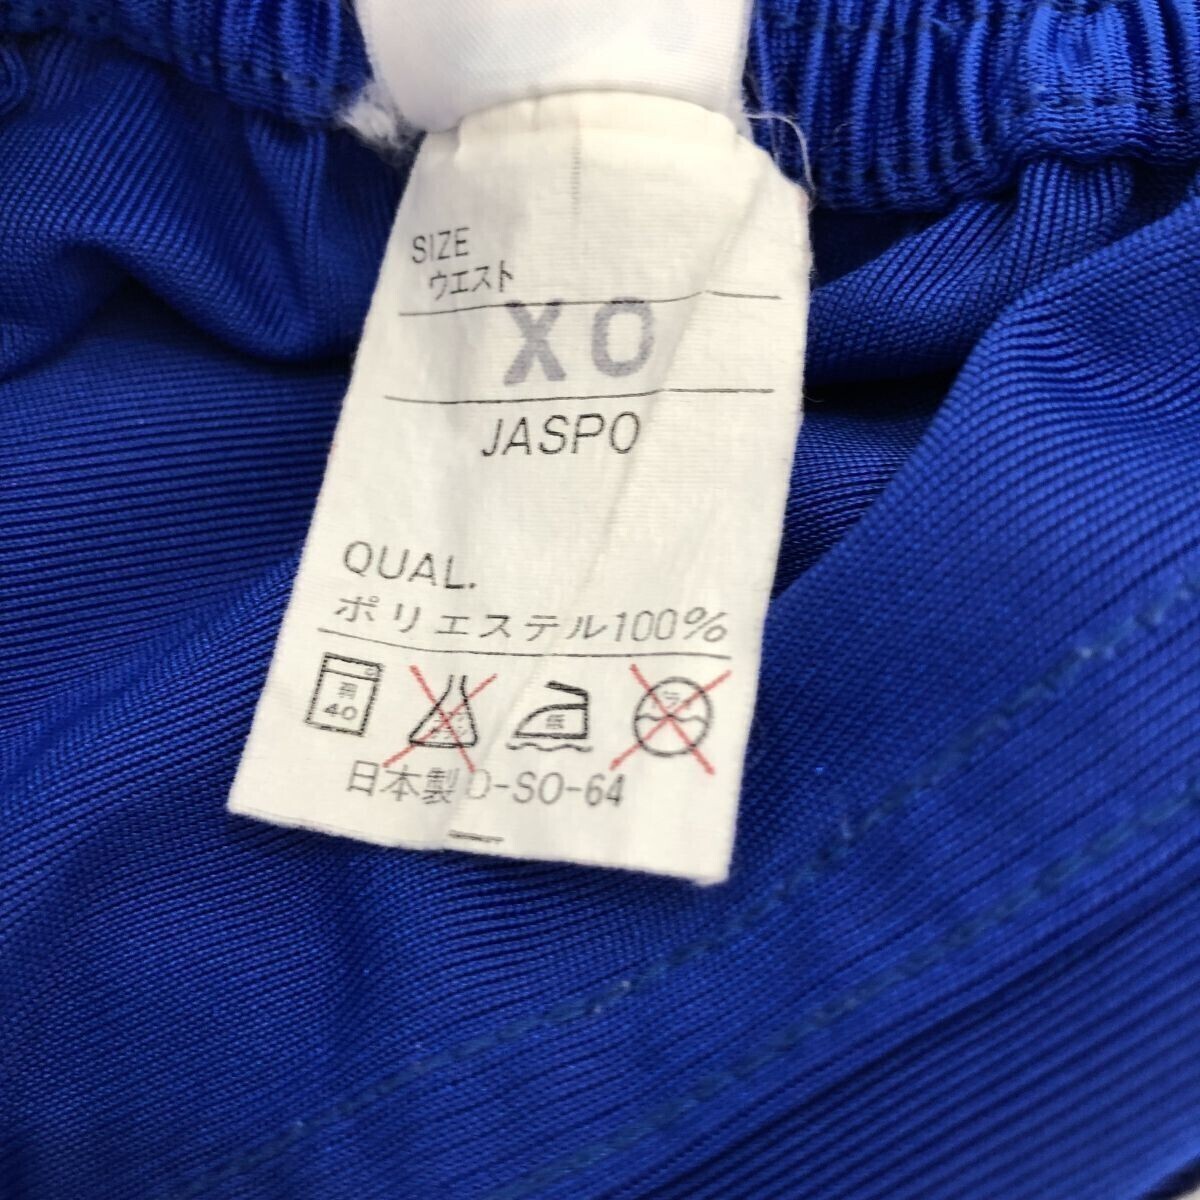 SIZE
ウエスト
XO
JASPO
QUAL.
ポリエステル100%
40
低
日本製 O-SO-64